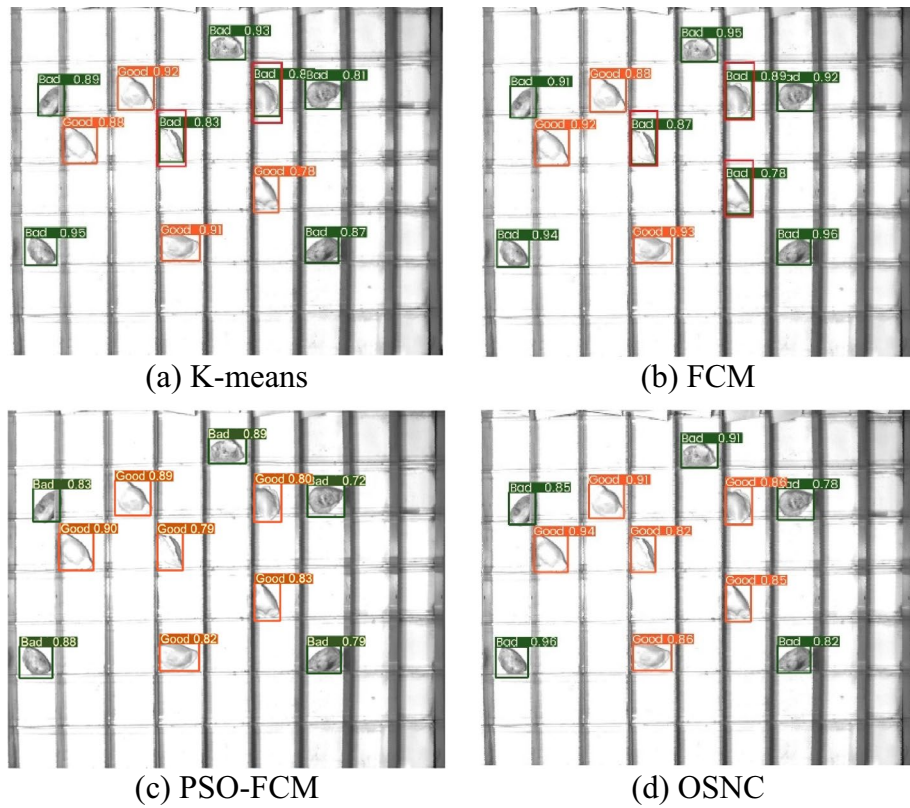 Bad 0.93
Bad 0.89
Good 0.92
Bad 0.8
Bad 0.81
Good 0.88
Bad 0.83
Good 0.78
Bad 0.95
Good 0.91
Bad 0.87
(a) K-means
Bad 0.95
Bad 0.91
Good 0.88
Bad 0.89
ad 0.92
Good 0.92
Bad 0.87
Bad 0.78
Bad 0.94
Good 0.93
Bad 0.96
(b) FCM
Bad 0.89
Bad 0.83
Good 0.89
Good 0.80
Bad 0.72
Good 0.90
Good 0.79
Good 0.83
Bad 0.88
Good 0.82
Bad 0.79
(c) PSO-FCM
Bad 0.91
Bad 0.85
Good 0.91
Good 0.86
Bad 0.78
Good 0.94
Good 0.82
Good 0.85
Bad 0.96
Good 0.86
Bad 0.82
(d) OSNC